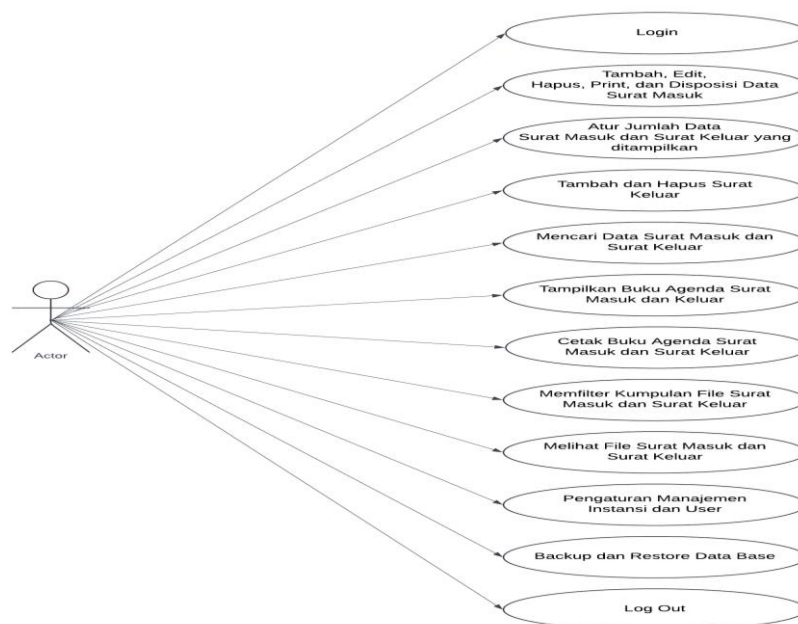 Login
Tambah, Edit,
Hapus, Print, dan Disposisi Data
Surat Masuk
Atur Jumlah Data
Surat Masuk dan Surat Keluar yang
ditampilkan
Tambah dan Hapus Surat
Keluar
Mencari Data Surat Masuk dan
Surat Keluar
Tampilkan Buku Agenda Surat
Masuk dan Keluar
Cetak Buku Agenda Surat
Masuk dan Surat Keluar
Memfilter Kumpulan File Surat
Masuk dan Surat Keluar
Melihat File Surat Masuk dan
Surat Keluar
Pengaturan Manajemen
Instansi dan User
Backup dan Restore Data Base
Log Out
Actor